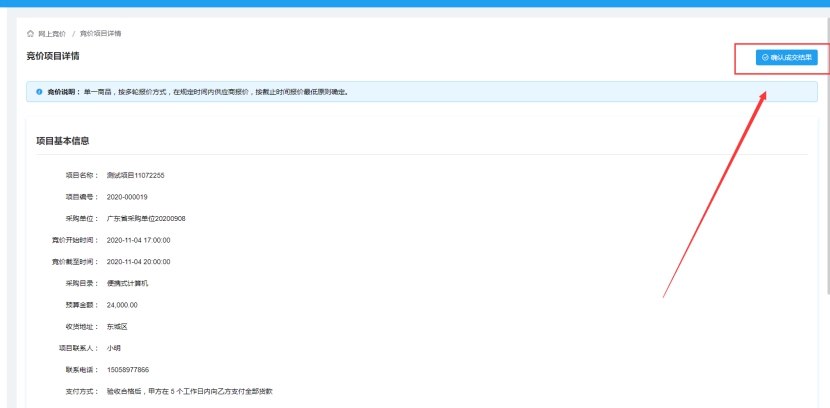 网上竞价 / 竞价项目详情
竞价项目详情
确认成交结果
竞价说明： 单一商品，按多轮报价方式，在规定时间内供应商报价，按截止时间报价最低原则确定。
项目基本信息
项目名称： 测试项目11072255
项目编号： 2020-000019
采购单位： 广东省采购单位20200908
竞价开始时间： 2020-11-04 17:00:00
竞价截至时间： 2020-11-04 20:00:00
采购目录： 便携式计算机
预算金额： 24,000.00
收货地址： 东城区
项目联系人： 小明
联系电话： 15058977866
支付方式： 验收合格后，甲方在 5 个工作日内向乙方支付全部货款